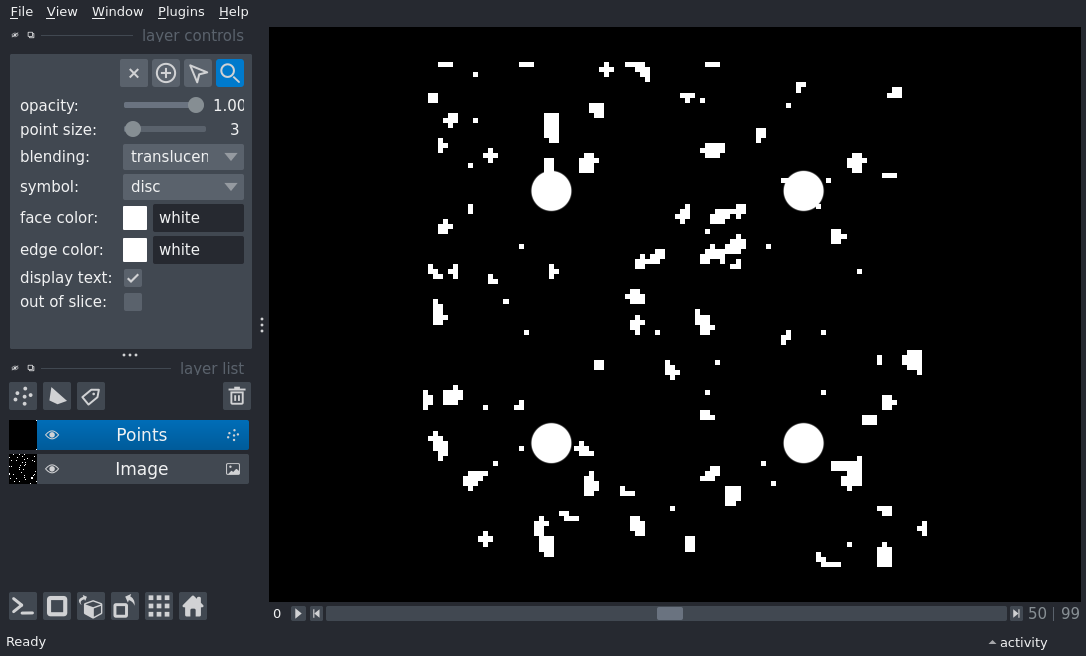 File View Window Plugins Help
layer controls
opacity: 1.00
point size: 3
blending: translucen
symbol: disc
face color: white
edge color: white
display text:
out of slice:
layer list
Points
Image
0 50 | 99
Ready activity